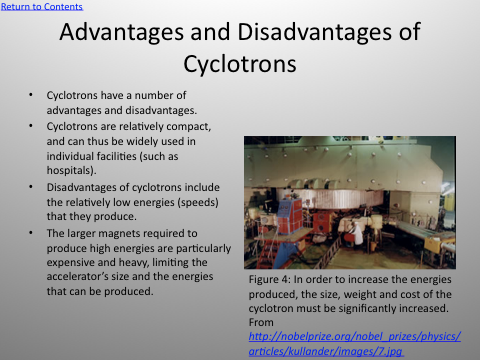 Return to Contents
Advantages and Disadvantages of
Cyclotrons
• Cyclotrons have a number of
advantages and disadvantages.
• Cyclotrons are relatively compact,
and can thus be widely used in
individual facilities (such as
hospitals).
• Disadvantages of cyclotrons include
the relatively low energies (speeds)
that they produce.
• The larger magnets required to
produce high energies are particularly
expensive and heavy, limiting the
accelerator's size and the energies
that can be produced.
Figure 4: In order to increase the energies
produced, the size, weight and cost of the
cyclotron must be significantly increased.
From
http://nobelprize.org/nobel_prizes/physics/
articles/kullander/images/7.jpg